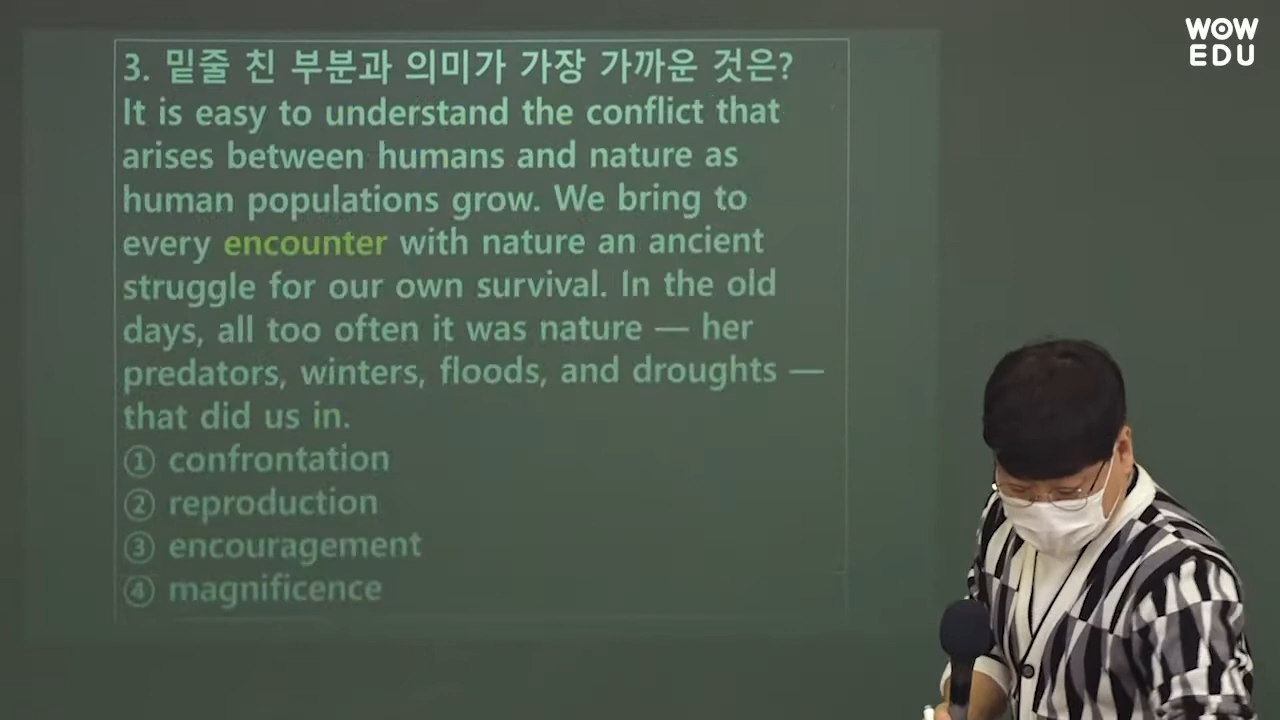 WOW
EDU
3. 밑줄 친 부분과 의미가 가장 가까운 것은?
It is easy to understand the conflict that
arises between humans and nature as
human populations grow. We bring to
every encounter with nature an ancient
struggle for our own survival. In the old
days, all too often it was nature — her
predators, winters, floods, and droughts —
that did us in.
① confrontation
② reproduction
③ encouragement
④ magnificence